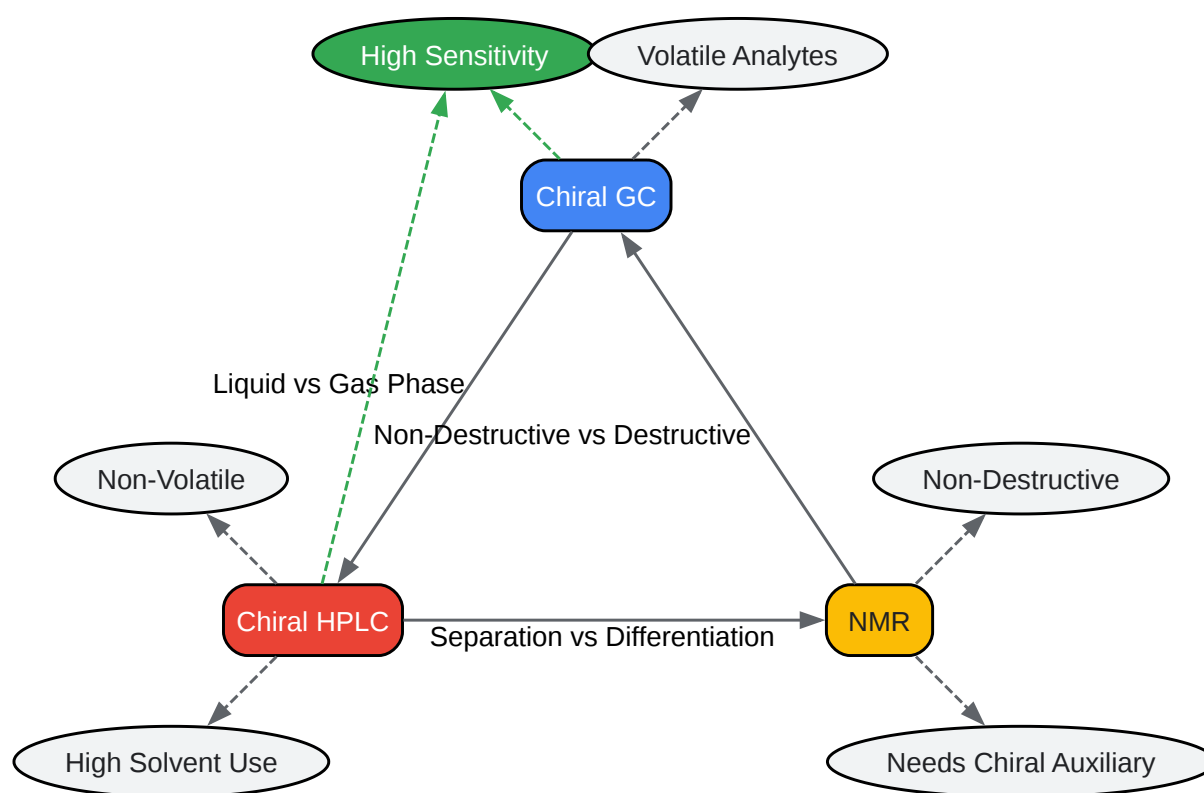 High Sensitivity
Volatile Analytes
Chiral GC
Liquid vs Gas Phase
Non-Destructive vs Destructive
Non-Volatile
Non-Destructive
Chiral HPLC
NMR
Separation vs Differentiation
High Solvent Use
Needs Chiral Auxiliary